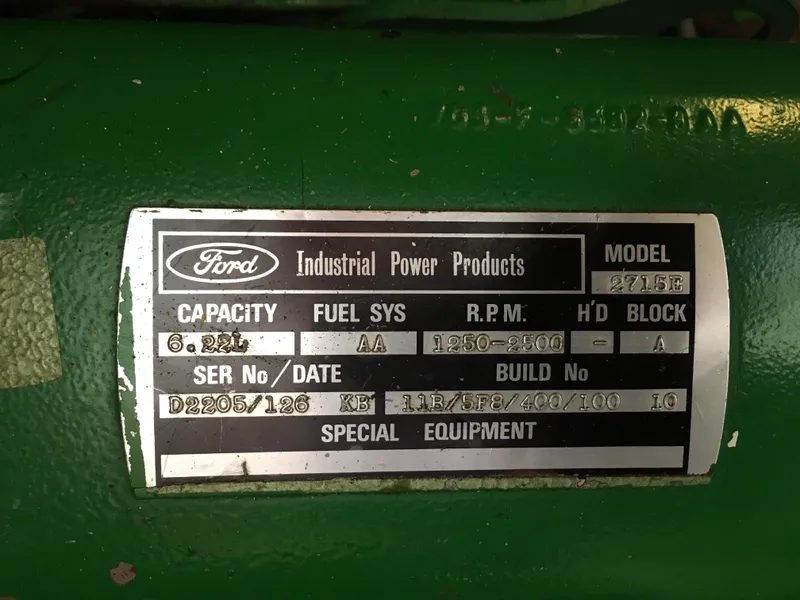 Ford Industrial Power Products
MODEL
2715E
CAPACITY FUEL SYS R.P.M. H'D BLOCK
6.22L AA 1250-2500 - A
SER No/DATE BUILD No
D2205/126 KB 11B/5F8/400/100 10
SPECIAL EQUIPMENT